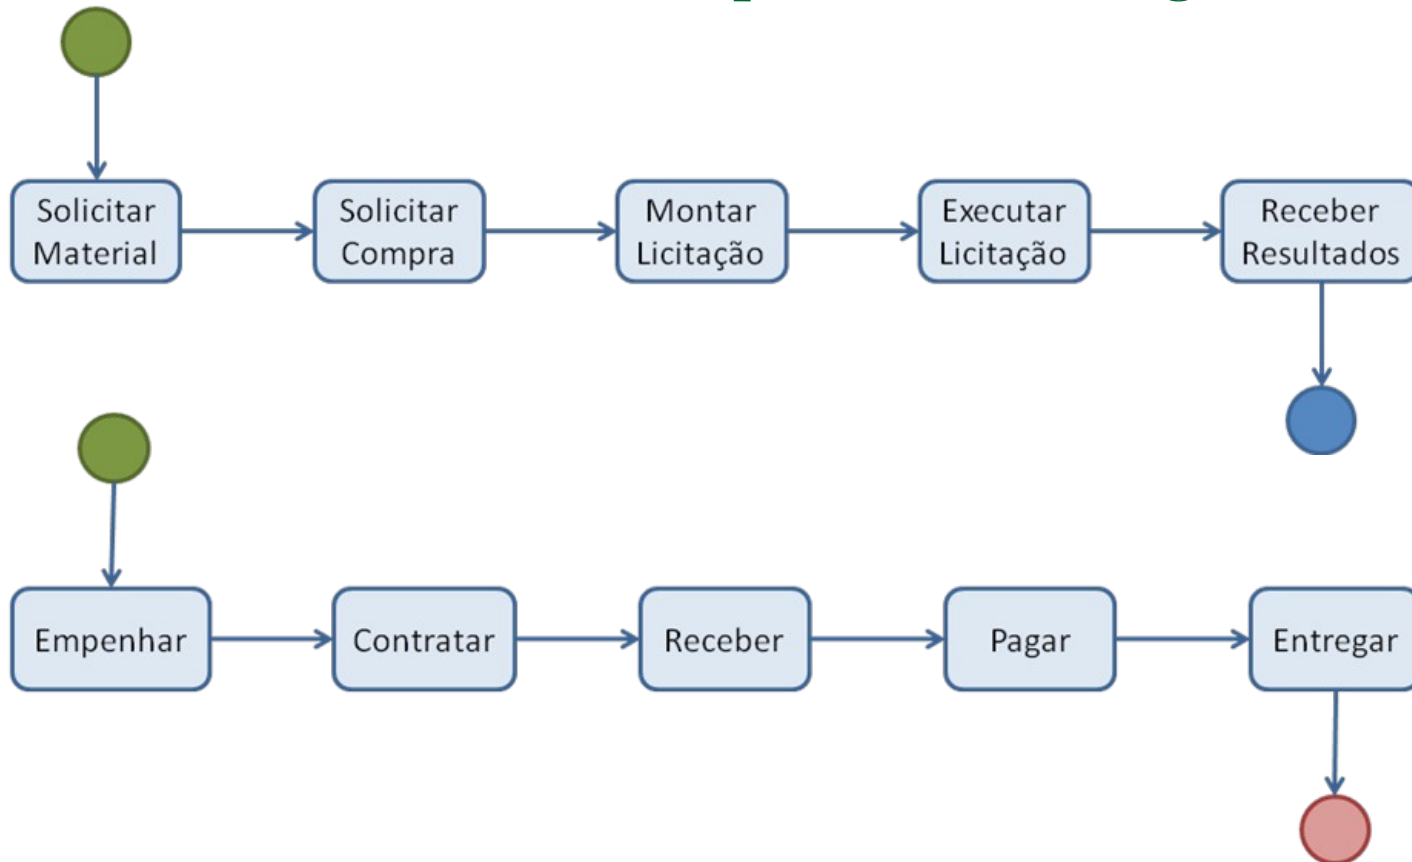 Solicitar
Material
Solicitar
Compra
Montar
Licitação
Executar
Licitação
Receber
Resultados
Empenhar
Contratar
Receber
Pagar
Entregar